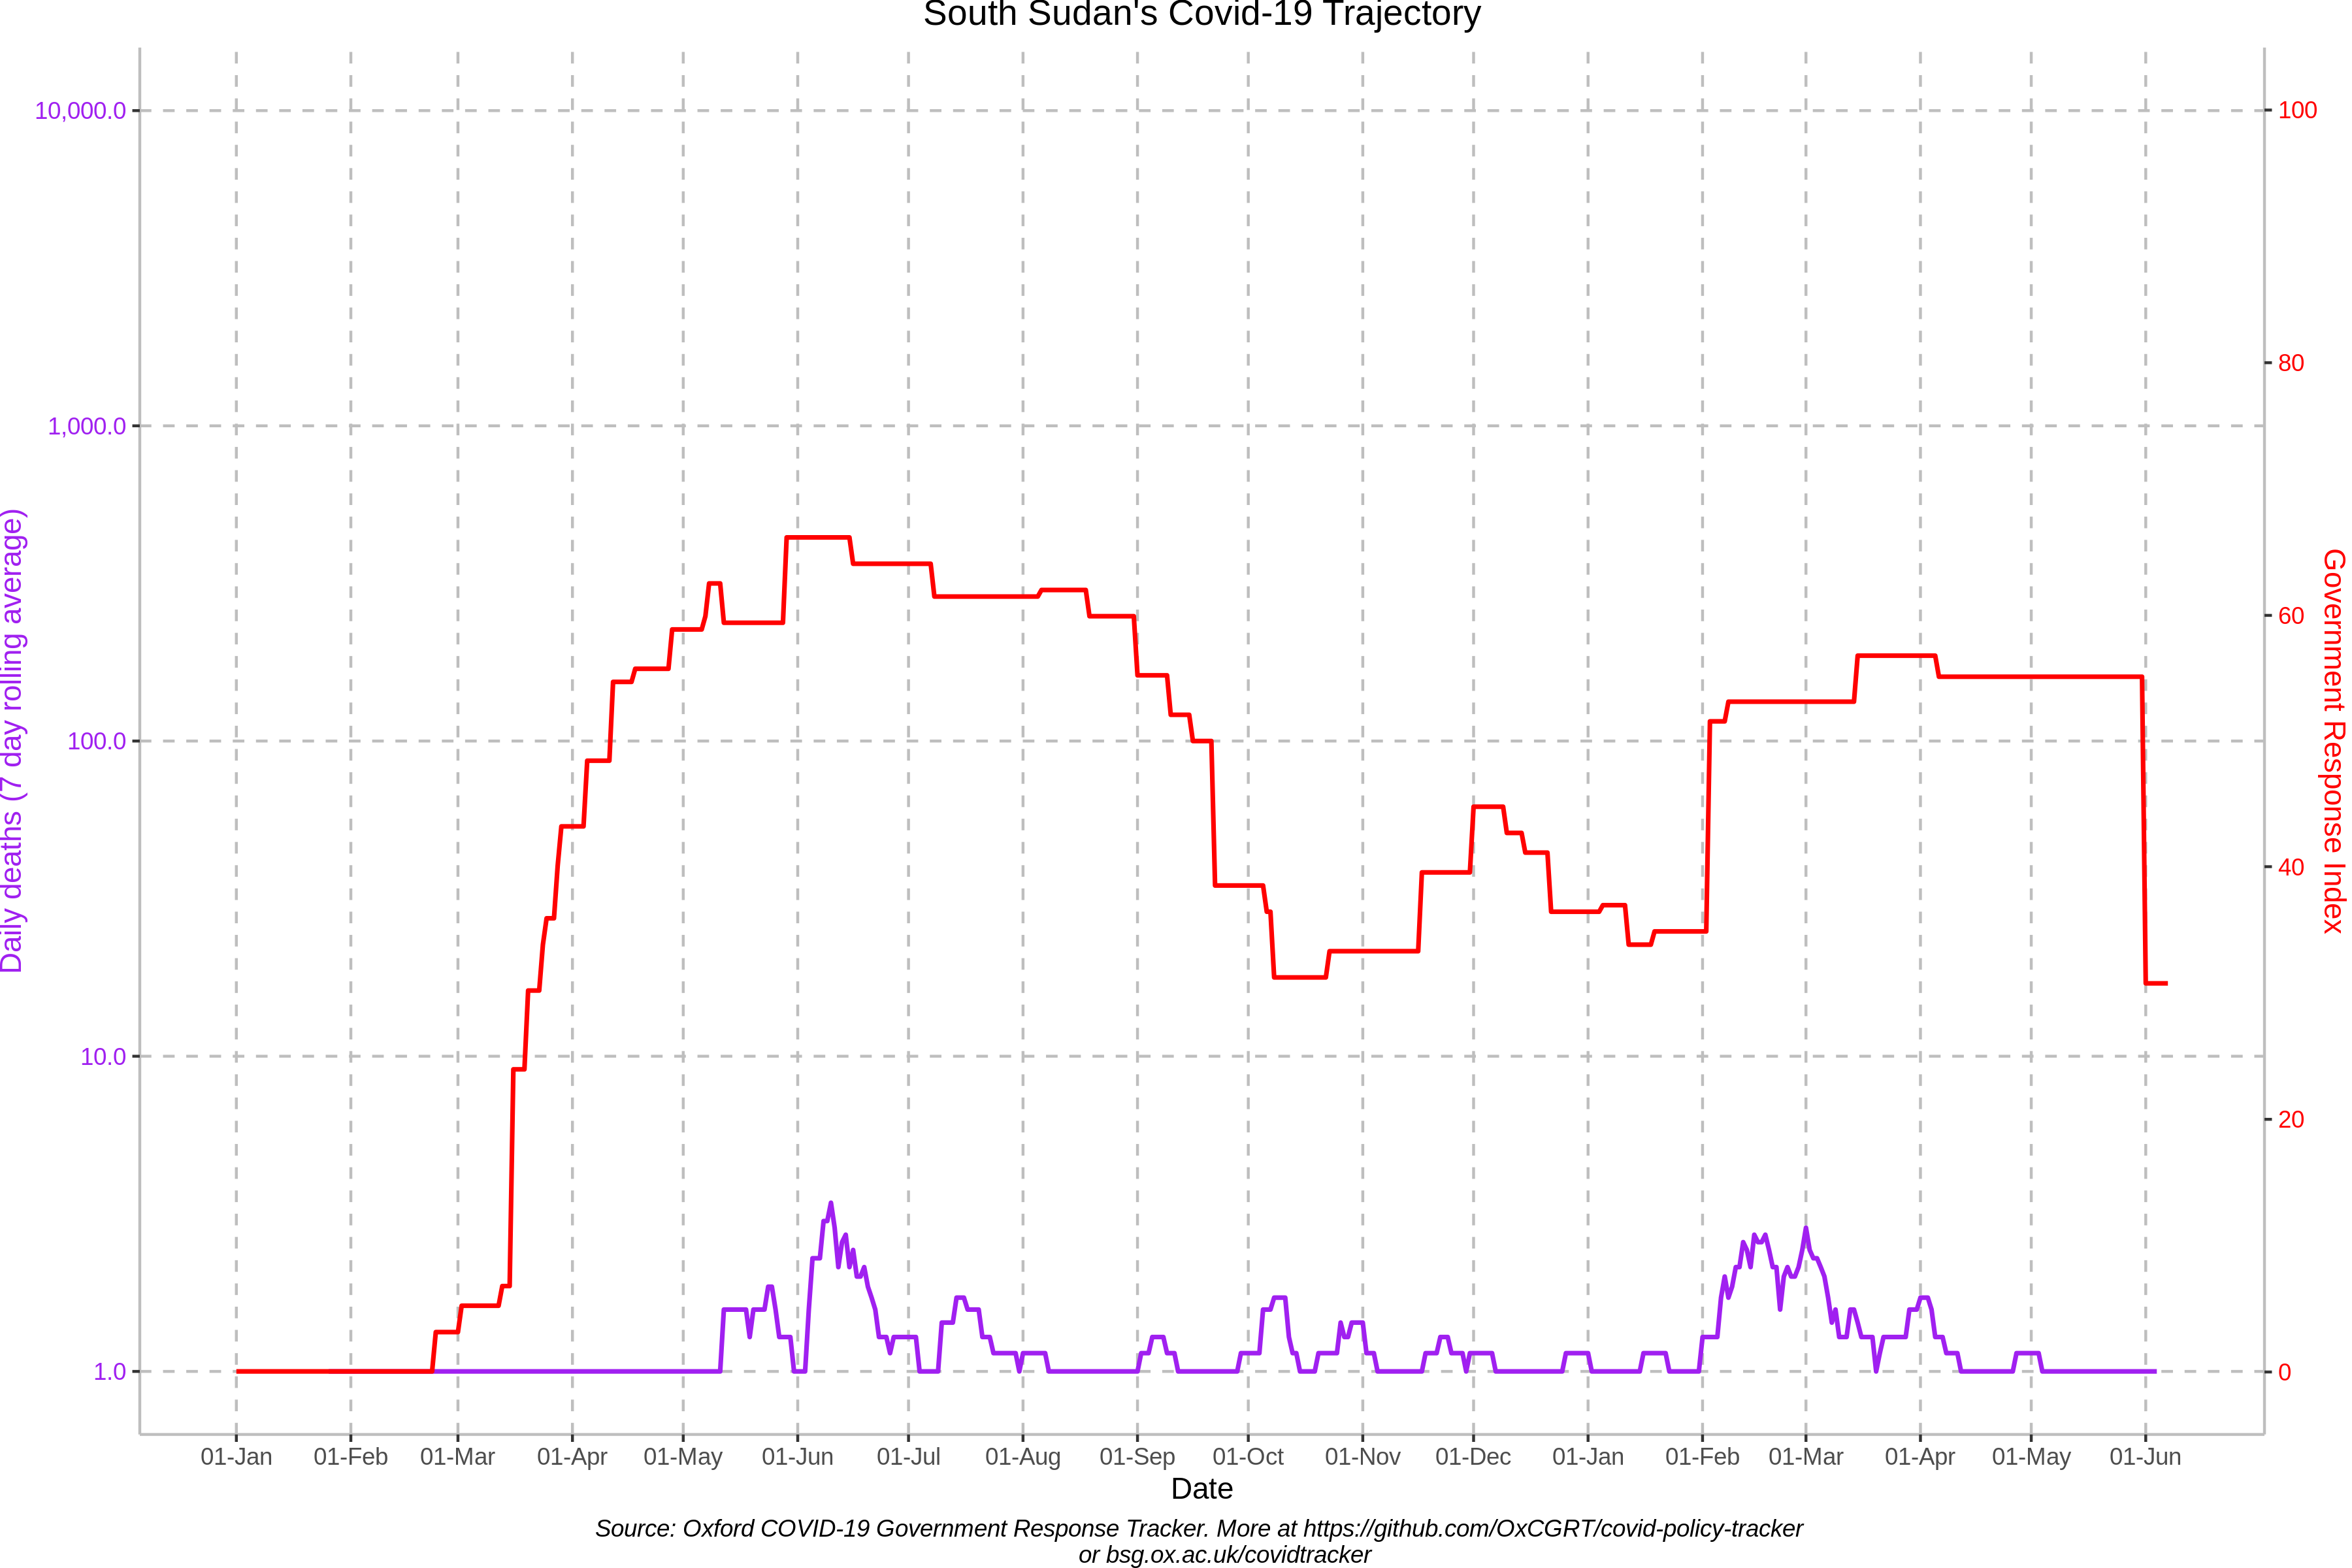 South Sudan's Covid-19 Trajectory
10,000.0
1,000.0
100.0
10.0
1.0
Daily deaths (7 day rolling average)
100
80
60
40
20
0
Government Response Index
01-Jan 01-Feb 01-Mar 01-Apr 01-May 01-Jun 01-Jul 01-Aug 01-Sep 01-Oct 01-Nov 01-Dec 01-Jan 01-Feb 01-Mar 01-Apr 01-May 01-Jun
Date
Source: Oxford COVID-19 Government Response Tracker. More at https://github.com/OxCGRT/covid-policy-tracker
or bsg.ox.ac.uk/covidtracker